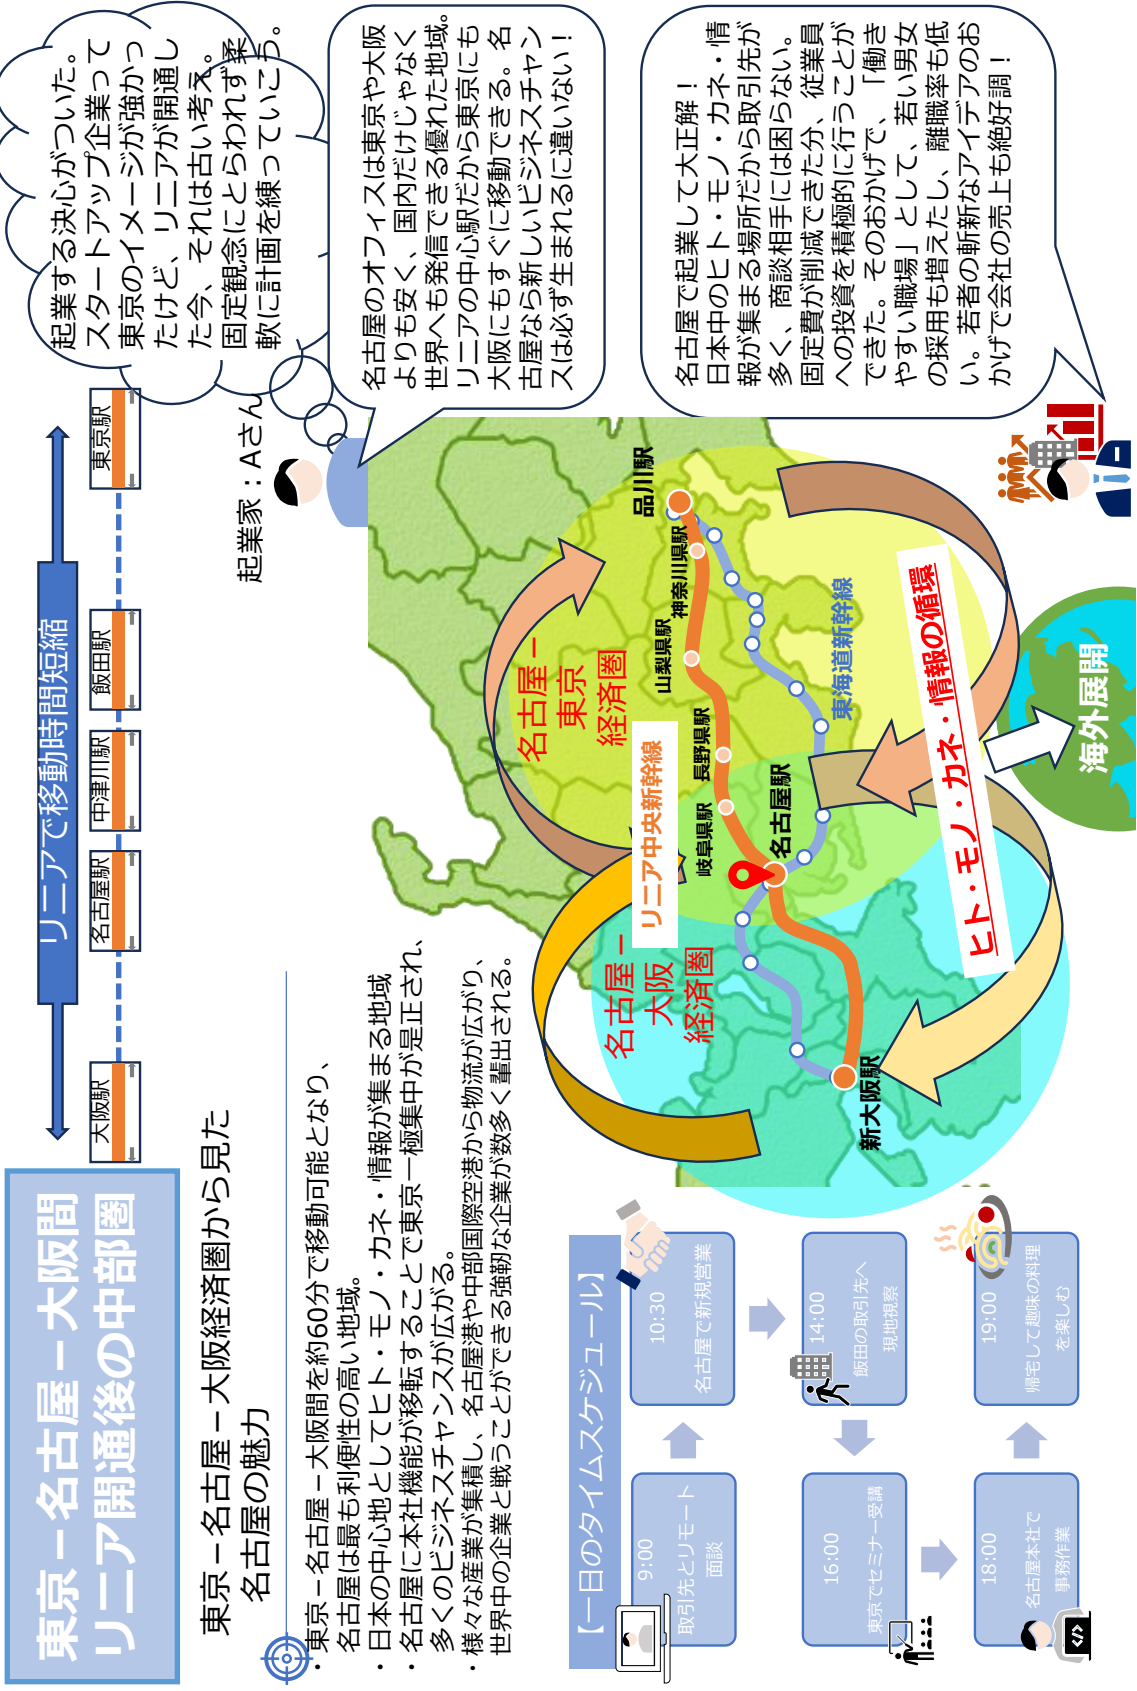 東京－名古屋－大阪間
リニア開通後の中部圏
リニアで移動時間短縮
大阪駅
名古屋駅
中津川駅
飯田駅
東京駅
東京－名古屋－大阪経済圏から見た
名古屋の魅力
・東京－名古屋－大阪間を約60分で移動可能となり、
名古屋は最も利便性の高い地域。
・日本の中心地としてヒト・モノ・カネ・情報が集まる地域
・名古屋に本社機能が移転することで東京一極集中が是正され、
多くのビジネスチャンスが広がる。
・様々な産業が集積し、名古屋港や中部国際空港から物流が広がり、
世界中の企業と戦うことができる強靭な企業が数多く輩出される。
起業家：Aさん
起業する決心がついた。
スタートアップ企業って
東京のイメージが強かっ
たけど、リニアが開通し
た今、それは古い考え。
固定観念にとらわれず柔
軟に計画を練っていこう。
名古屋のオフィスは東京や大阪
よりも安く、国内だけじゃなく
世界へも発信できる優れた地域。
リニアの中心駅だから東京にも
大阪にもすぐに移動できる。名
古屋なら新しいビジネスチャン
スは必ず生まれるに違いない！
名古屋で起業して大正解！
日本中のヒト・モノ・カネ・情
報が集まる場所だから取引先が
多く、商談相手には困らない。
固定費が削減できた分、従業員
への投資を積極的に行うことが
できた。そのおかげで、「働き
やすい職場」として、若い男女
の採用も増えたし、離職率も低
い。若者の斬新なアイデアのお
かげで会社の売上も絶好調！
【一日のタイムスケジュール】
9:00
取引先とリモート
面談
10:30
名古屋で新規営業
14:00
飯田の取引先へ
現地視察
16:00
東京でセミナー受講
18:00
名古屋本社で
事務作業
19:00
帰宅して趣味の料理
を楽しむ
名古屋－
大阪
経済圏
名古屋－
東京
経済圏
リニア中央新幹線
新大阪駅
名古屋駅
岐阜県駅
長野県駅
山梨県駅
神奈川県駅
品川駅
東海道新幹線
ヒト・モノ・カネ・情報の循環
海外展開